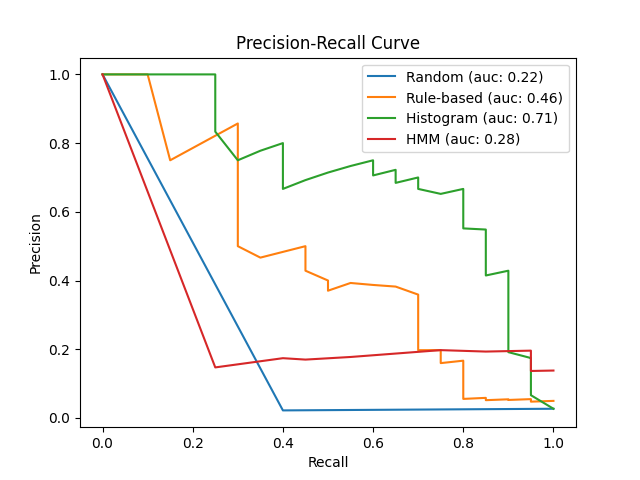 Precision-Recall Curve
Random (auc: 0.22)
Rule-based (auc: 0.46)
Histogram (auc: 0.71)
HMM (auc: 0.28)
Precision
1.0
0.8
0.6
0.4
0.2
0.0
0.0 0.2 0.4 0.6 0.8 1.0
Recall